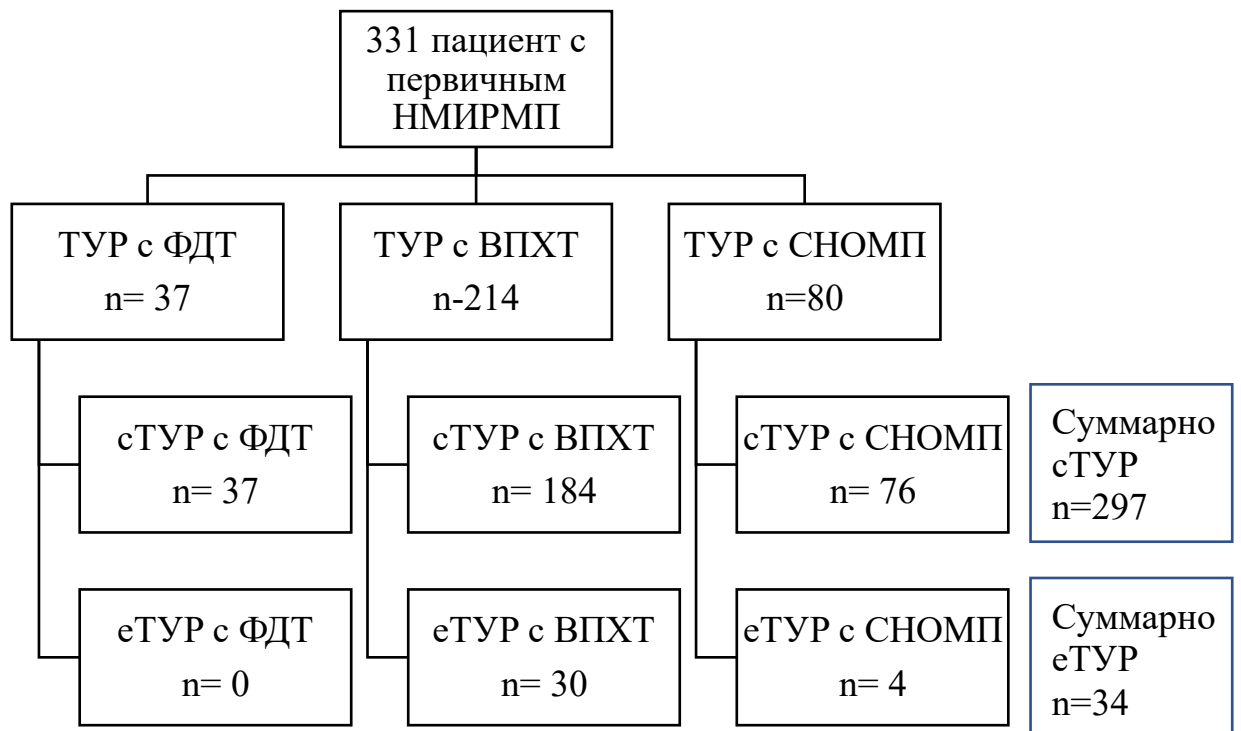 331 пациент с
первичным
НМИРМП
ТУР с ФДТ
n= 37
ТУР с ВПХТ
n-214
ТУР с СНОМП
n=80
сТУР с ФДТ
n= 37
сТУР с ВПХТ
n= 184
сТУР с СНОМП
n= 76
Суммарно
сТУР
n=297
еТУР с ФДТ
n= 0
еТУР с ВПХТ
n= 30
еТУР с СНОМП
n= 4
Суммарно
еТУР
n=34